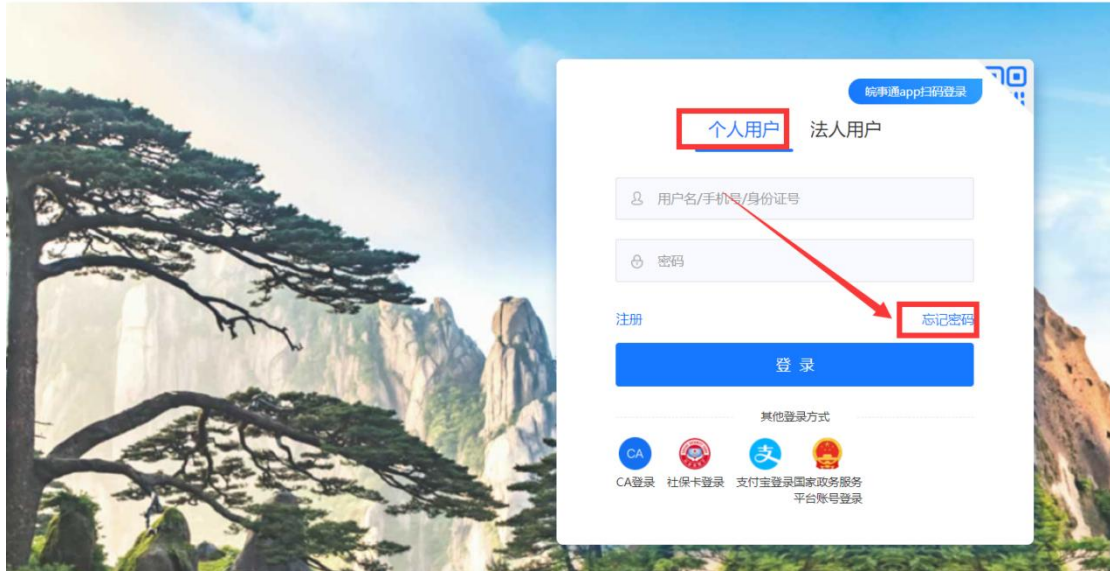 皖事通app扫码登录
个人用户 法人用户
用户名/手机号/身份证号
密码
注册 忘记密码
登 录
其他登录方式
CA
支
CA登录 社保卡登录 支付宝登录 国家政务服务
平台账号登录